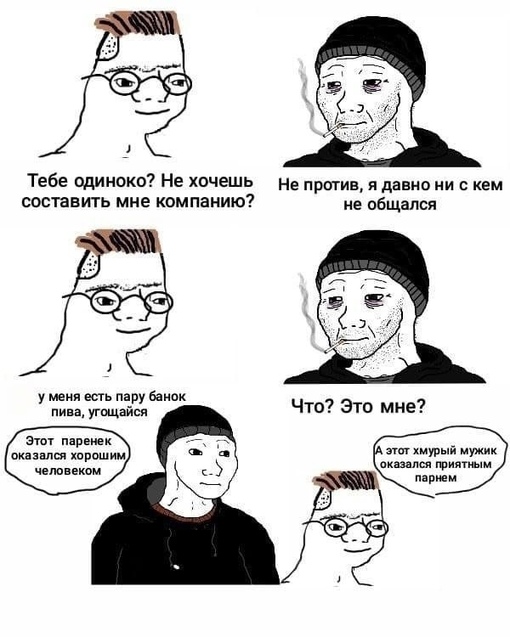 Тебе одиноко? Не хочешь
составить мне компанию?
Не против, я давно ни с кем
не общался
у меня есть пару банок
пива, угощайся
Что? Это мне?
Этот паренек
оказался хорошим
человеком
А этот хмурый мужик
оказался приятным
парнем